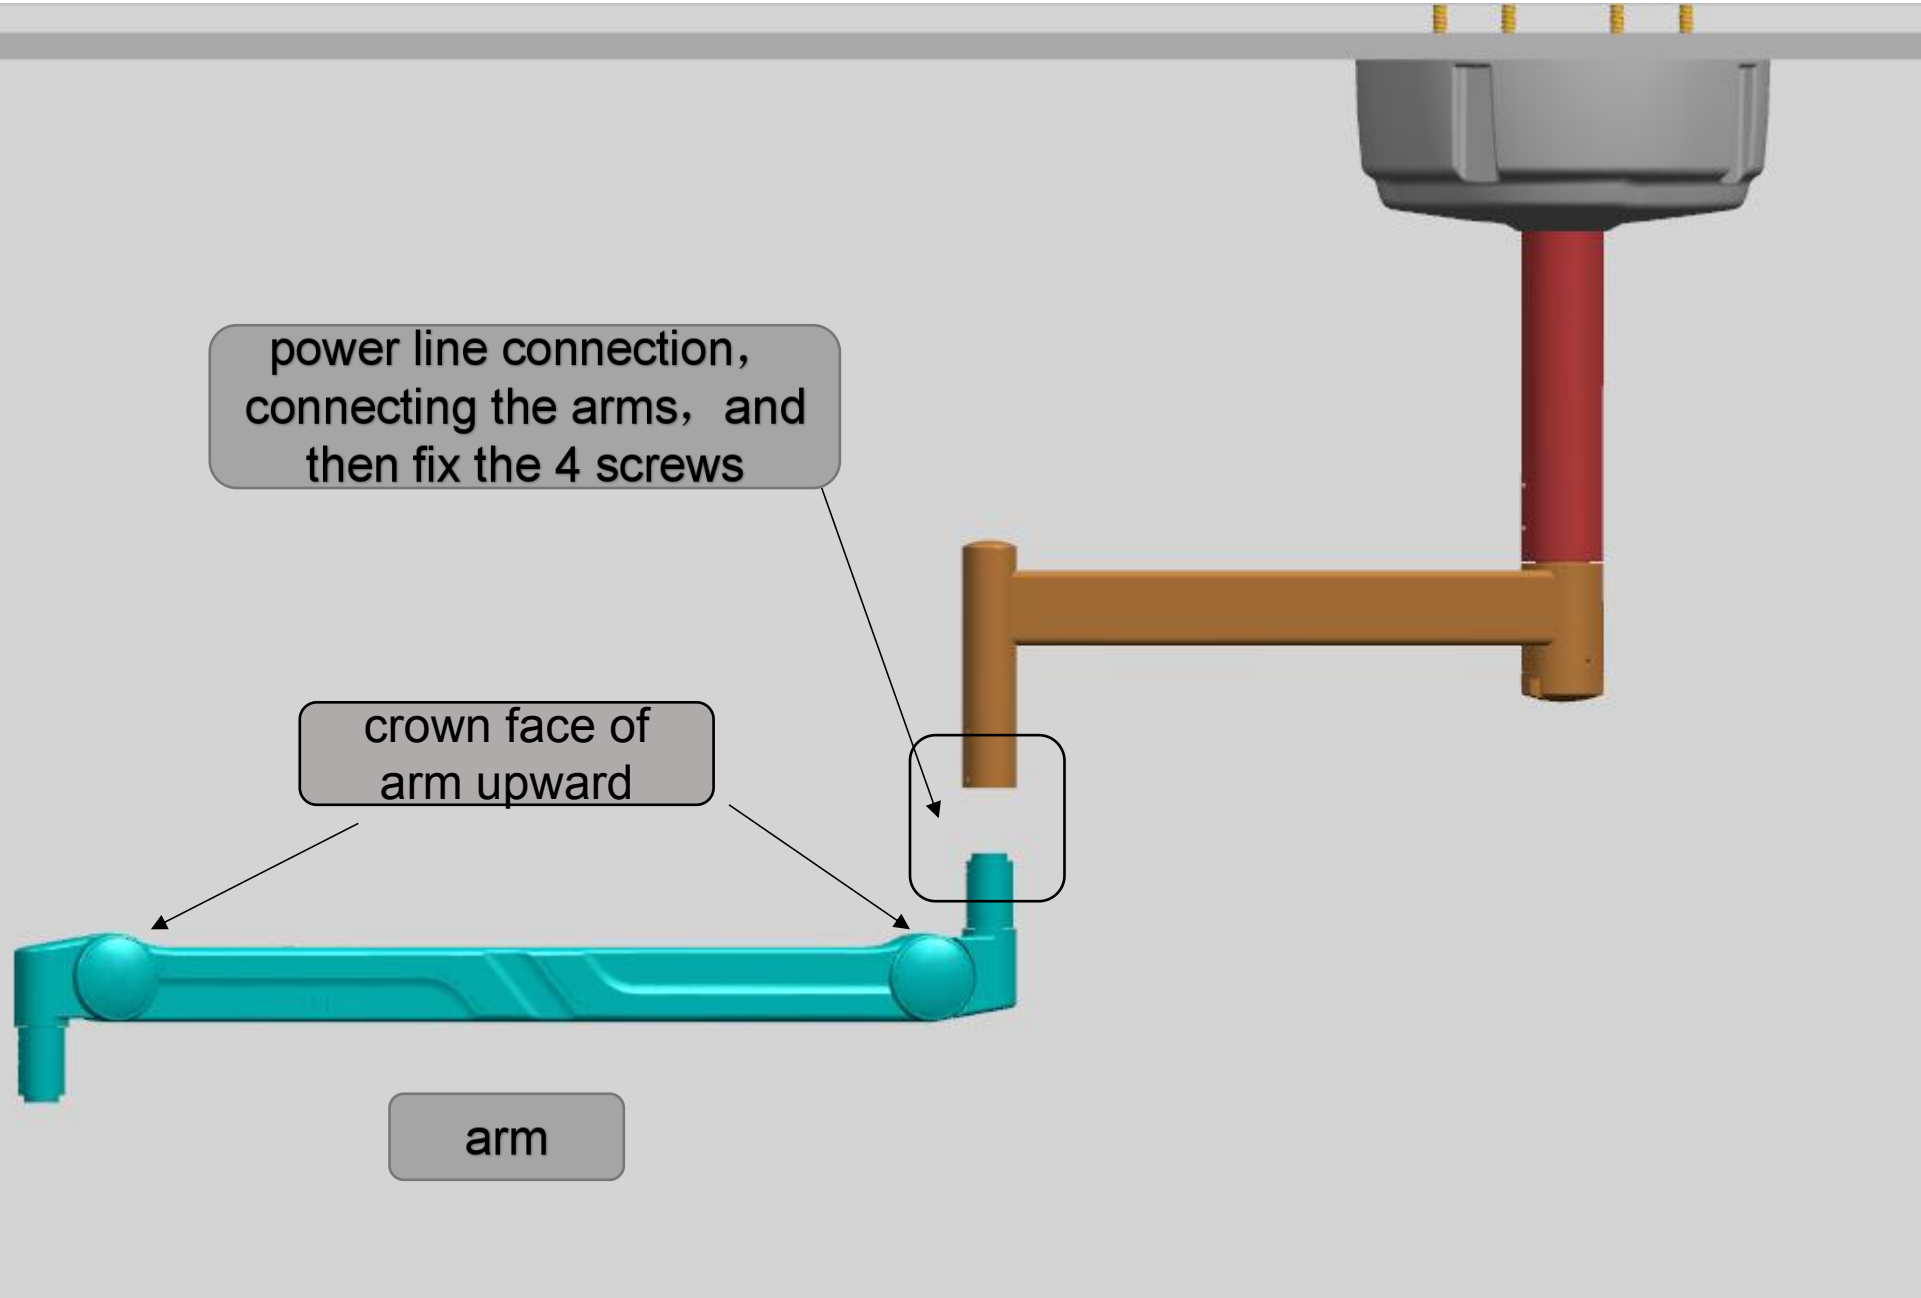 power line connection，
connecting the arms，and
then fix the 4 screws
crown face of
arm upward
arm